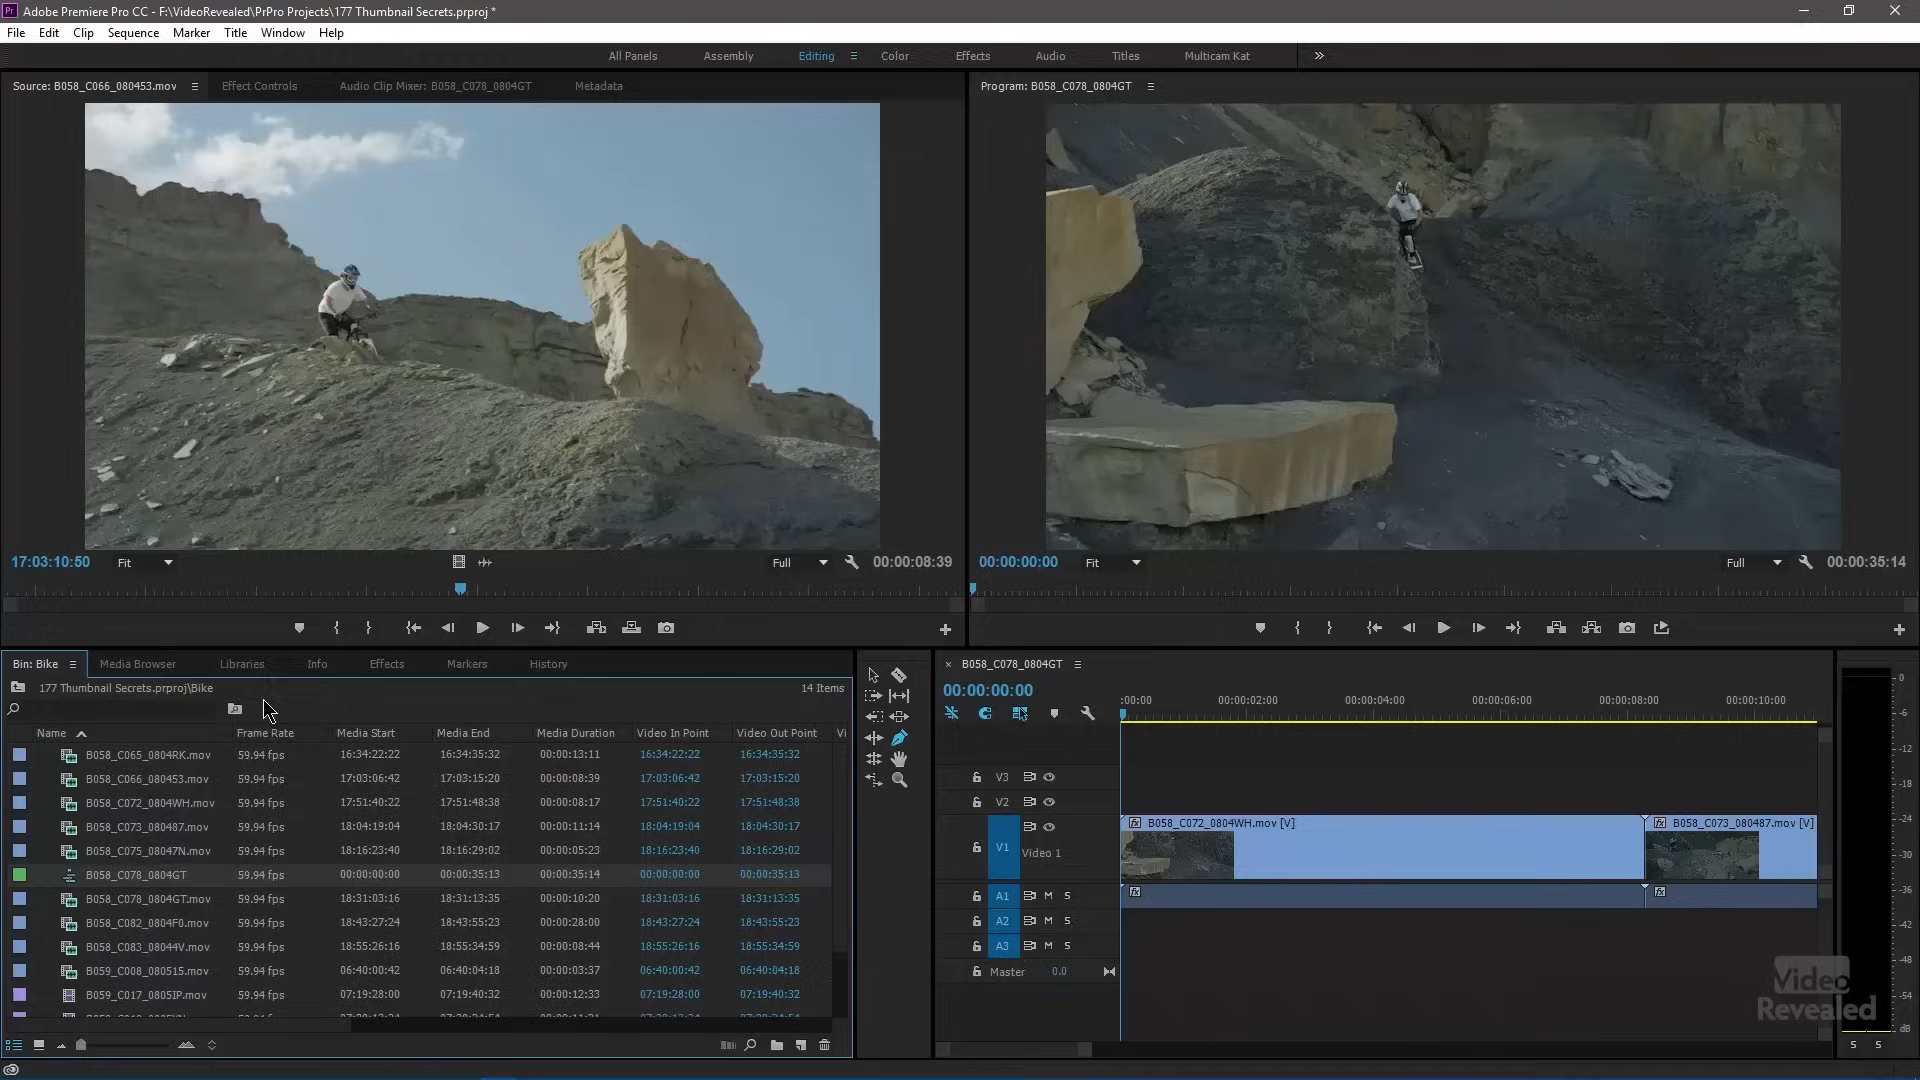 Adobe Premiere Pro CC - F:\VideoRevealed\PrPro Projects\177 Thumbnail Secrets.prproj *
File Edit Clip Sequence Marker Title Window Help
All Panels Assembly Editing Color Effects Audio Titles Multicam Kat
Source: B058_C066_080453.mov Effect Controls Audio Clip Mixer: B058_C078_0804GT Metadata
Program: B058_C078_0804GT
17:03:10:50 Fit Full 00:00:08:39
00:00:00:00 Fit Full 00:00:35:14
Bin: Bike Media Browser Libraries Info Effects Markers History
177 Thumbnail Secrets.prproj\Bike 14 Items
Name Frame Rate Media Start Media End Media Duration Video In Point Video Out Point Vi
B058_C065_0804RK.mov 59.94 fps 16:34:22:22 16:34:35:32 00:00:13:11 16:34:22:22 16:34:35:32
B058_C066_080453.mov 59.94 fps 17:03:06:42 17:03:15:20 00:00:08:39 17:03:06:42 17:03:15:20
B058_C072_0804WH.mov 59.94 fps 17:51:40:22 17:51:48:38 00:00:08:17 17:51:40:22 17:51:48:38
B058_C073_080487.mov 59.94 fps 18:04:19:04 18:04:30:17 00:00:11:14 18:04:19:04 18:04:30:17
B058_C075_08047N.mov 59.94 fps 18:16:23:40 18:16:29:02 00:00:05:23 18:16:23:40 18:16:29:02
B058_C078_0804GT 59.94 fps 00:00:00:00 00:00:35:13 00:00:35:14 00:00:00:00 00:00:35:13
B058_C078_0804GT.mov 59.94 fps 18:31:03:16 18:31:13:35 00:00:10:20 18:31:03:16 18:31:13:35
B058_C082_0804F0.mov 59.94 fps 18:43:27:24 18:43:55:23 00:00:28:00 18:43:27:24 18:43:55:23
B058_C083_08044V.mov 59.94 fps 18:55:26:16 18:55:34:59 00:00:08:44 18:55:26:16 18:55:34:59
B059_C008_080515.mov 59.94 fps 06:40:00:42 06:40:04:18 00:00:03:37 06:40:00:42 06:40:04:18
B059_C017_0805IP.mov 59.94 fps 07:19:28:00 07:19:40:32 00:00:12:33 07:19:28:00 07:19:40:32
B058_C078_0804GT
00:00:00:00
:00:00 00:00:02:00 00:00:04:00 00:00:06:00 00:00:08:00 00:00:10:00
V3
V2
B058_C072_0804WH.mov [V] B058_C073_080487.mov [V]
V1 Video 1
A1 M S
A2 M S
A3 M S
Master 0.0
0
-6
-12
-18
-24
-30
-36
-42
-48
-54
dB
S S
Video
Revealed